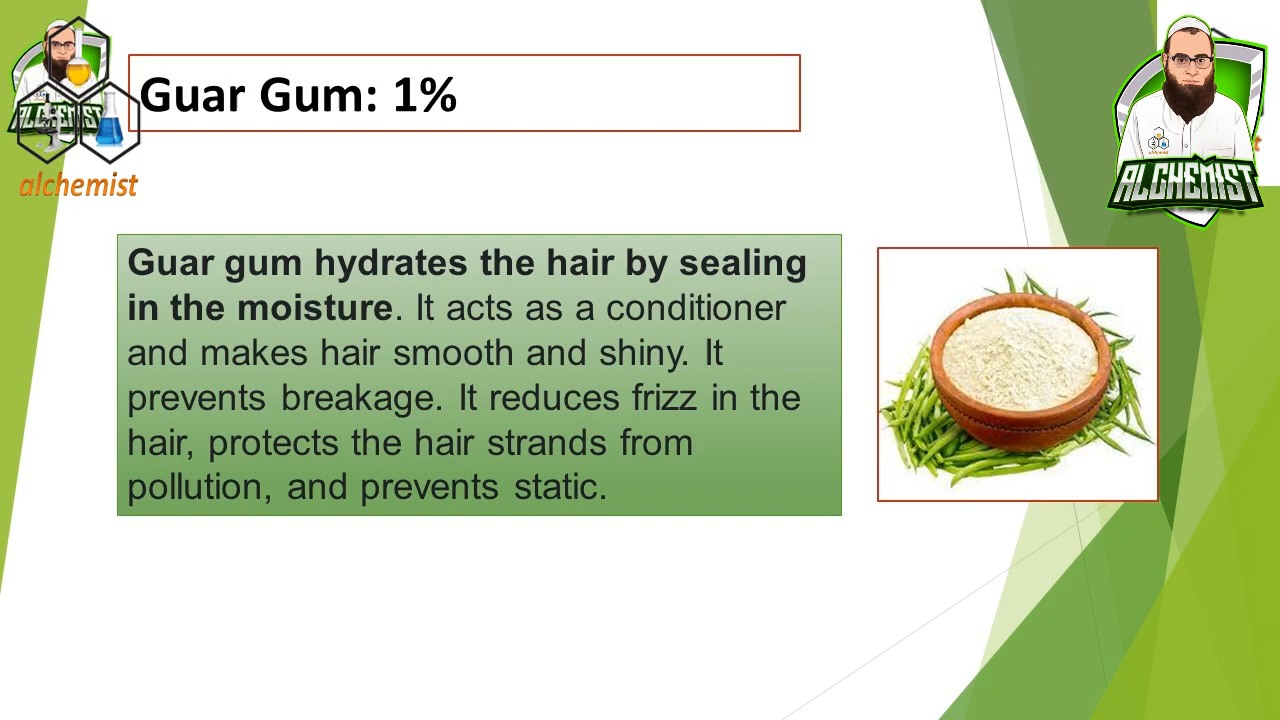 Guar Gum: 1%
ALCHEMIST
alchemist
ALCHEMIST
alchemist
Guar gum hydrates the hair by sealing
in the moisture. It acts as a conditioner
and makes hair smooth and shiny. It
prevents breakage. It reduces frizz in the
hair, protects the hair strands from
pollution, and prevents static.